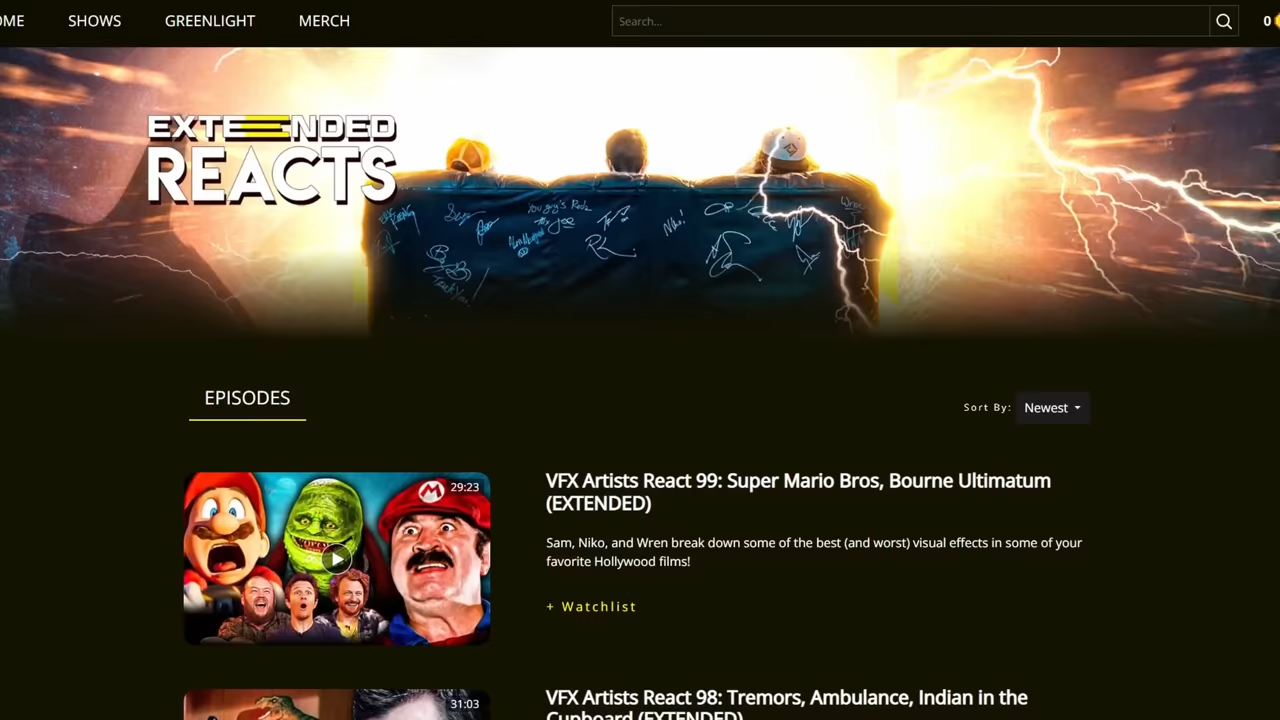 OME SHOWS GREENLIGHT MERCH Search... 0
EXTENDED
REACTS
Niko!
EPISODES
Sort By: Newest
29:23
VFX Artists React 99: Super Mario Bros, Bourne Ultimatum
(EXTENDED)
Sam, Niko, and Wren break down some of the best (and worst) visual effects in some of your
favorite Hollywood films!
+ Watchlist
31:03
VFX Artists React 98: Tremors, Ambulance, Indian in the
Cupboard (EXTENDED)